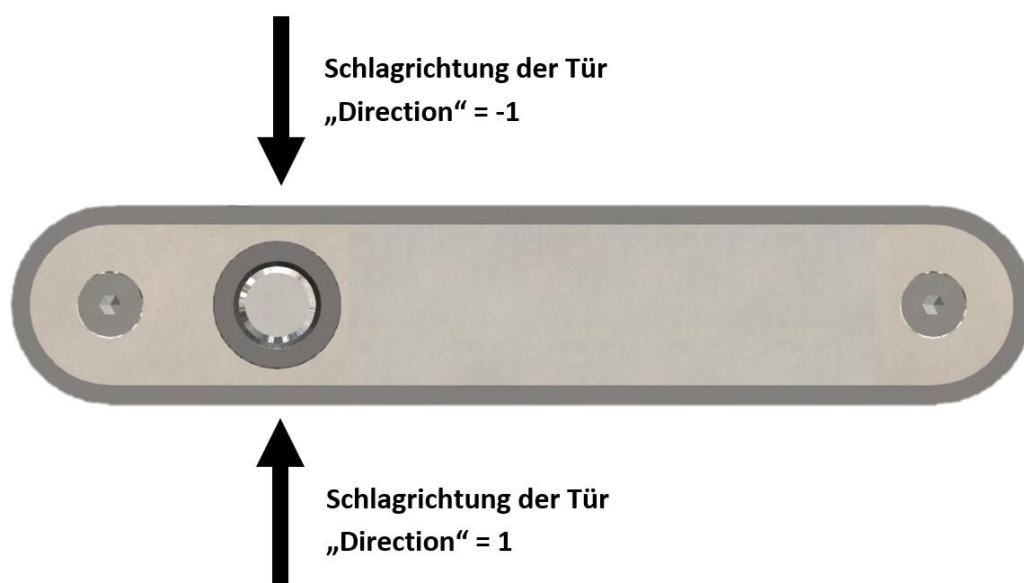 Schlagrichtung der Tür
„Direction“ = -1
Schlagrichtung der Tür
„Direction“ = 1